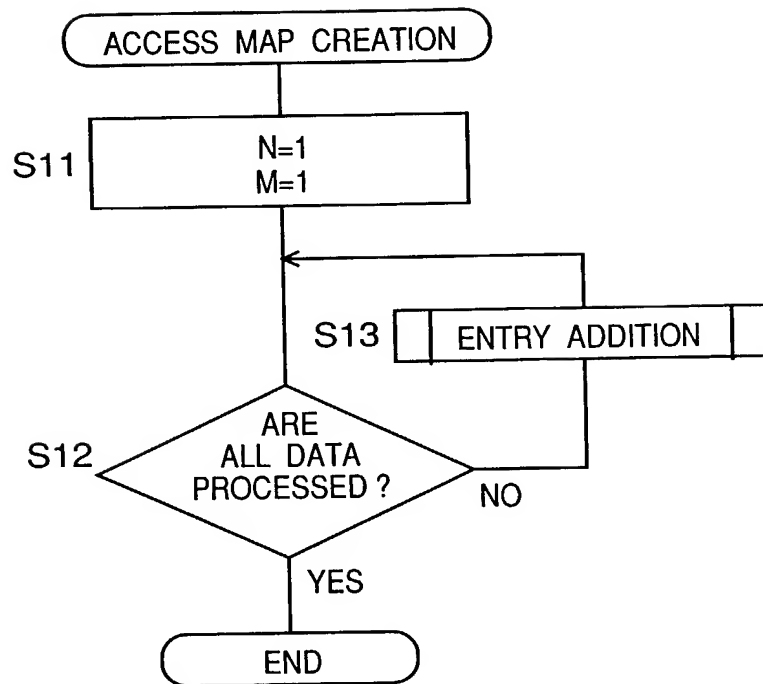 ACCESS MAP CREATION
S11
N=1
M=1
S13
ENTRY ADDITION
S12
ARE
ALL DATA
PROCESSED ?
NO
YES
END